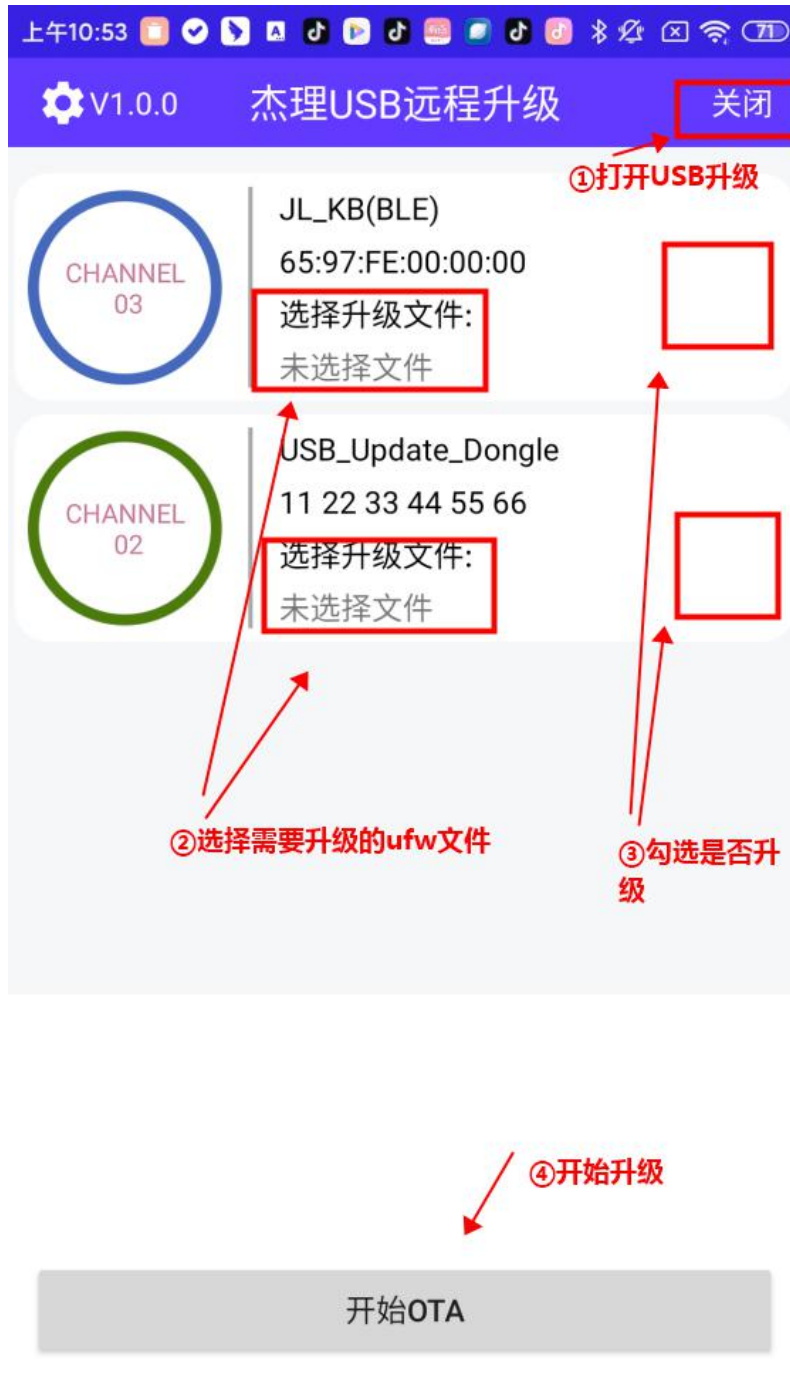 上午10:53
71
V1.0.0 杰理USB远程升级 关闭
①打开USB升级
JL_KB(BLE)
65:97:FE:00:00:00
CHANNEL
03
选择升级文件:
未选择文件
USB_Update_Dongle
11 22 33 44 55 66
CHANNEL
02
选择升级文件:
未选择文件
②选择需要升级的ufw文件
③勾选是否升
级
④开始升级
开始OTA